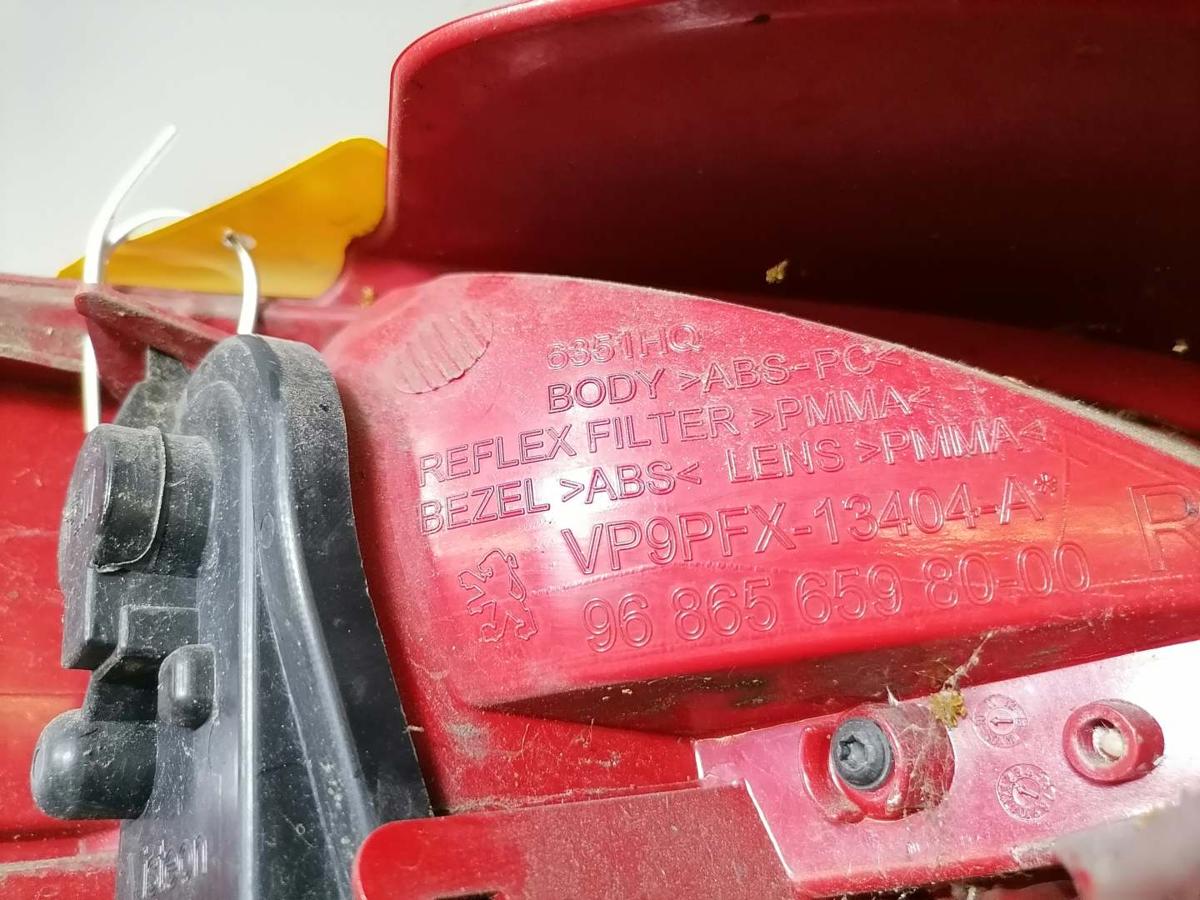 6351HQ
BODY >ABS-PC<
REFLEX FILTER >PMMA<
BEZEL >ABS< LENS >PMMA<
VP9PFX-13404-A*
96 865 659 80-00
R